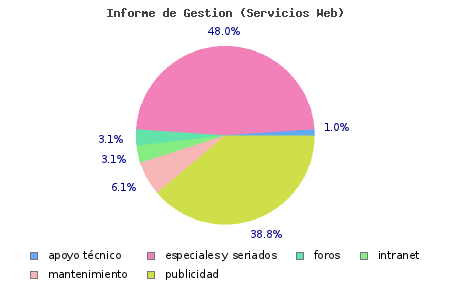 Informe de Gestion (Servicios Web)
48.0%
1.0%
3.1%
3.1%
6.1%
38.8%
apoyo técnico especiales y seriados foros intranet
mantenimiento publicidad